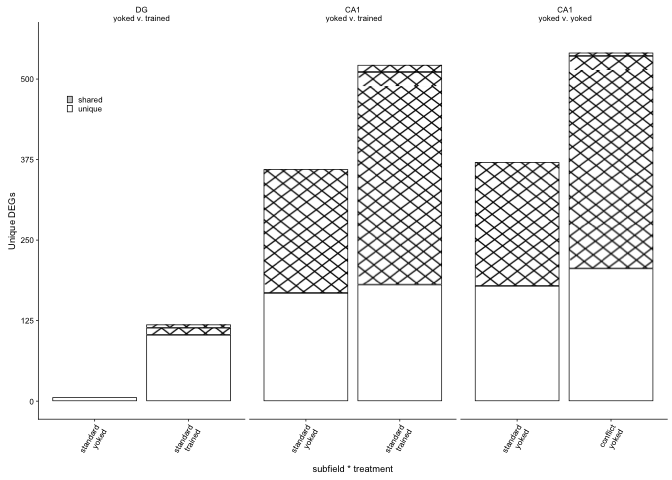 DG
yoked v. trained
CA1
yoked v. trained
CA1
yoked v. yoked
shared
unique
500
375
250
125
0
Unique DEGs
standard
yoked
standard
trained
standard
yoked
standard
trained
standard
yoked
conflict
yoked
subfield * treatment